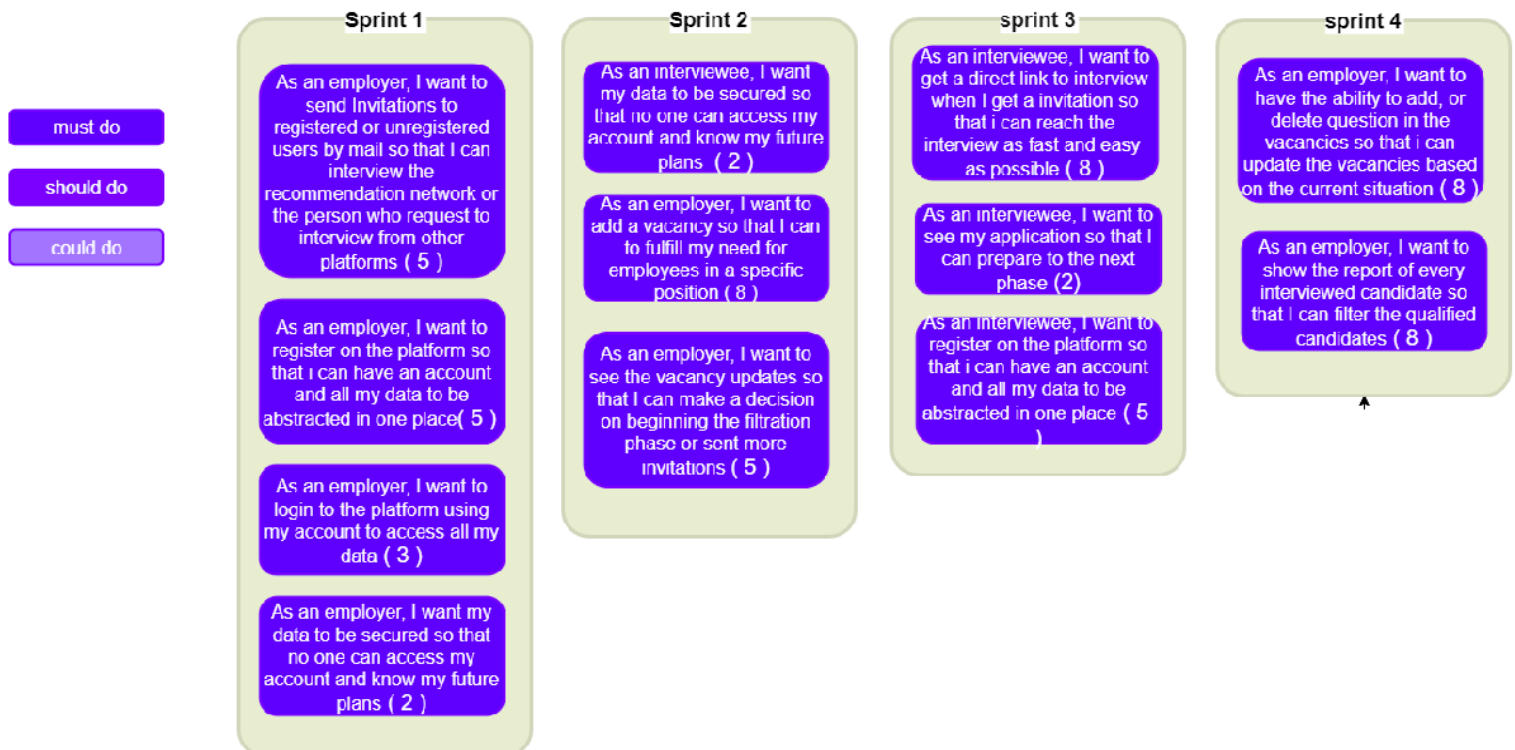 must do
should do
could do
Sprint 1
As an employer, I want to
send Invitations to
registered or unregistered
users by mail so that I can
interview the
recommendation network or
the person who request to
interview from other
platforms ( 5 )
As an employer, I want to
register on the platform so
that i can have an account
and all my data to be
abstracted in one place( 5 )
As an employer, I want to
login to the platform using
my account to access all my
data ( 3 )
As an employer, I want my
data to be secured so that
no one can access my
account and know my future
plans ( 2 )
Sprint 2
As an interviewee, I want
my data to be secured so
that no one can access my
account and know my future
plans ( 2 )
As an employer, I want to
add a vacancy so that I can
to fulfill my need for
employees in a specific
position ( 8 )
As an employer, I want to
see the vacancy updates so
that I can make a decision
on beginning the filtration
phase or sent more
invitations ( 5 )
sprint 3
As an interviewee, I want to
get a direct link to interview
when I get a invitation so
that i can reach the
interview as fast and easy
as possible ( 8 )
As an interviewee, I want to
see my application so that I
can prepare to the next
phase (2)
As an interviewee, I want to
register on the platform so
that i can have an account
and all my data to be
abstracted in one place ( 5
)
sprint 4
As an employer, I want to
have the ability to add, or
delete question in the
vacancies so that i can
update the vacancies based
on the current situation ( 8 )
As an employer, I want to
show the report of every
interviewed candidate so
that I can filter the qualified
candidates ( 8 )